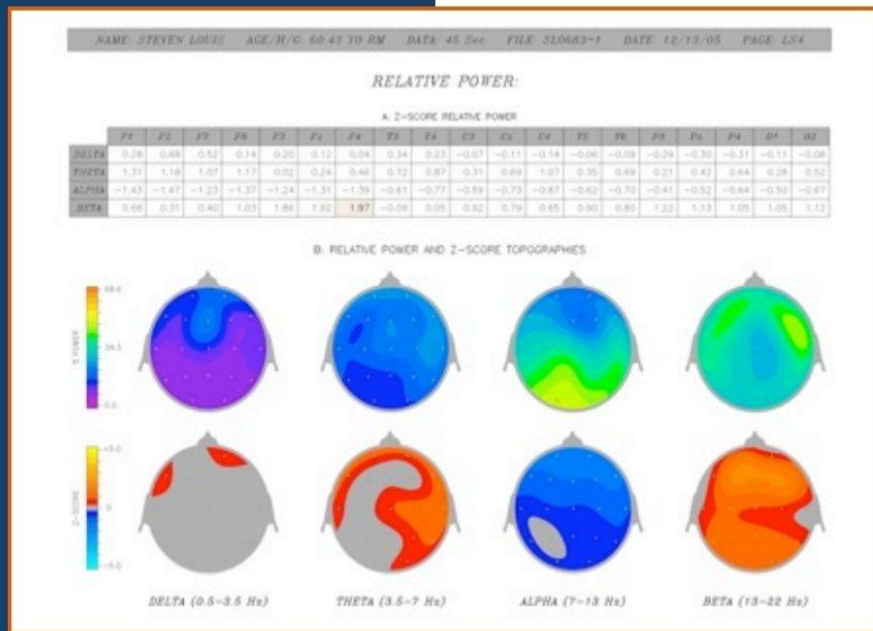 NAME: STEVEN LOUIS AGE/H/G: 60.43 YO RM DATA: 45 Sec FILE: SL0683~1 DATE: 12/13/05 PAGE: LS4
RELATIVE POWER:
A. Z-SCORE RELATIVE POWER
F7 F8 F3 Fz F4 T3 T4 C3 Cz C4 T5 T6 P3 Pz P4 O1 O2
DELTA 0.28 0.68 0.52 0.14 0.20 0.12 0.04 0.34 0.23 -0.07 -0.11 -0.14 -0.06 -0.09 -0.29 -0.30 -0.31 -0.11 -0.08
THETA 1.31 1.18 1.07 1.17 0.02 0.24 0.46 0.72 0.87 0.31 0.69 1.07 0.35 0.69 0.21 0.42 0.64 0.28 0.52
ALPHA -1.43 -1.47 -1.23 -1.37 -1.24 -1.31 -1.39 -0.61 -0.77 -0.59 -0.73 -0.87 -0.62 -0.70 -0.41 -0.52 -0.64 -0.50 -0.67
BETA 0.66 0.31 0.40 1.03 1.86 1.92 1.97 -0.09 0.05 0.92 0.79 0.65 0.90 0.80 1.22 1.13 1.05 1.05 1.12
B: RELATIVE POWER AND Z-SCORE TOPOGRAPHIES
% POWER
Z-SCORE
+5.0
0
-5.0
DELTA (0.5-3.5 Hz) THETA (3.5-7 Hz) ALPHA (7-13 Hz) BETA (13-22 Hz)